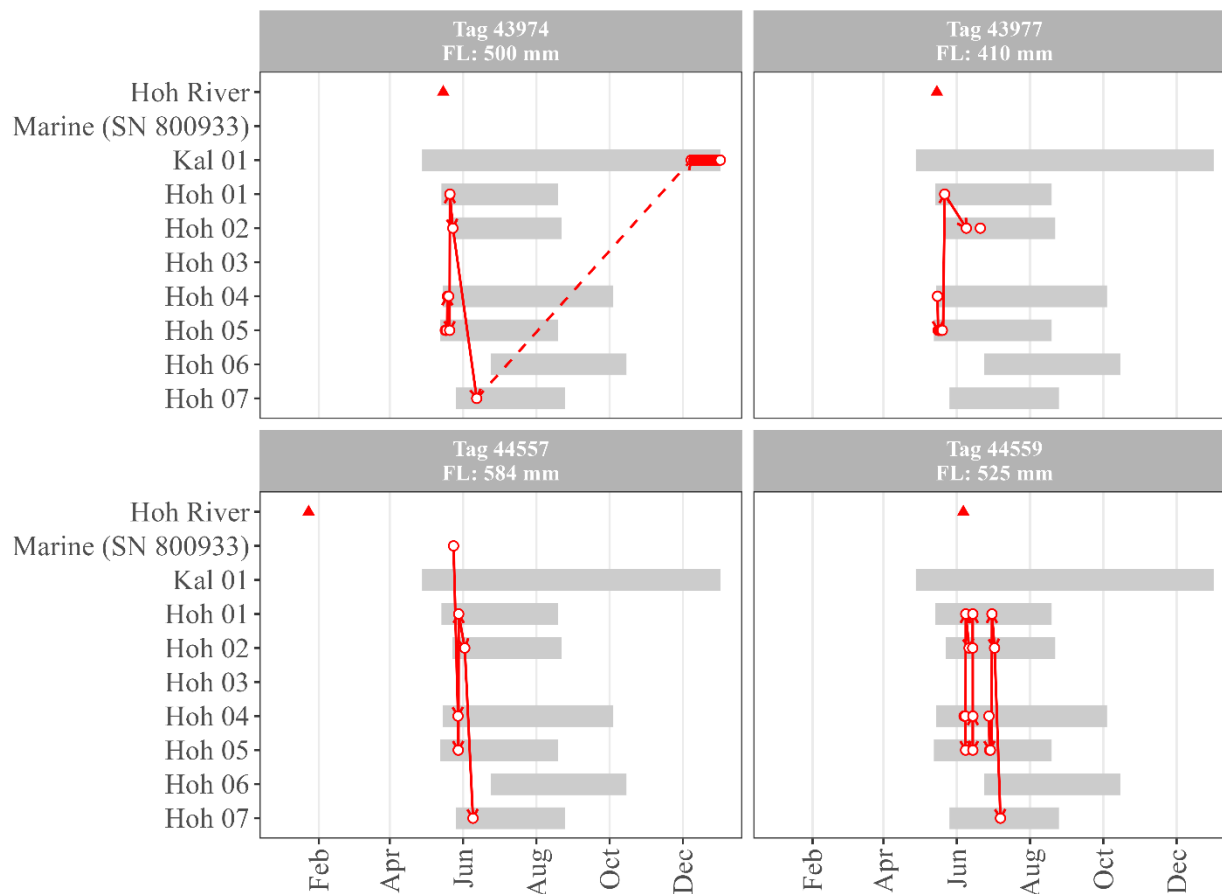 Tag 43974
FL: 500 mm
Tag 43977
FL: 410 mm
Hoh River
Marine (SN 800933)
Kal 01
Hoh 01
Hoh 02
Hoh 03
Hoh 04
Hoh 05
Hoh 06
Hoh 07
Tag 44557
FL: 584 mm
Tag 44559
FL: 525 mm
Hoh River
Marine (SN 800933)
Kal 01
Hoh 01
Hoh 02
Hoh 03
Hoh 04
Hoh 05
Hoh 06
Hoh 07
Feb
Apr
Jun
Aug
Oct
Dec
Feb
Apr
Jun
Aug
Oct
Dec